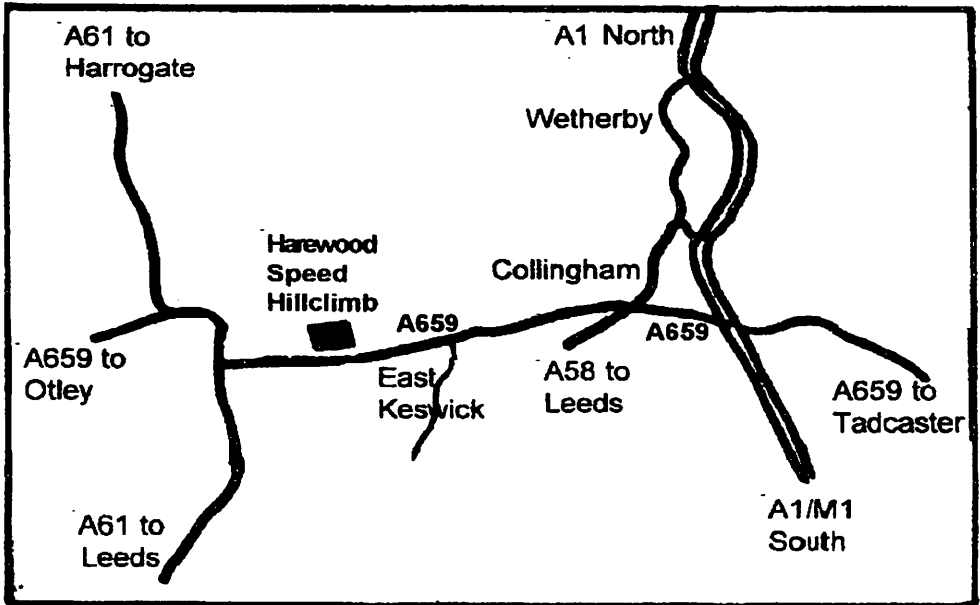 A61 to
Harrogate
A1 North
Wetherby
Harewood
Speed
Hillclimb
Collingham
A659
A659
A659 to
Otley
East
Keswick
A58 to
Leeds
A659 to
Tadcaster
A61 to
Leeds
A1/M1
South